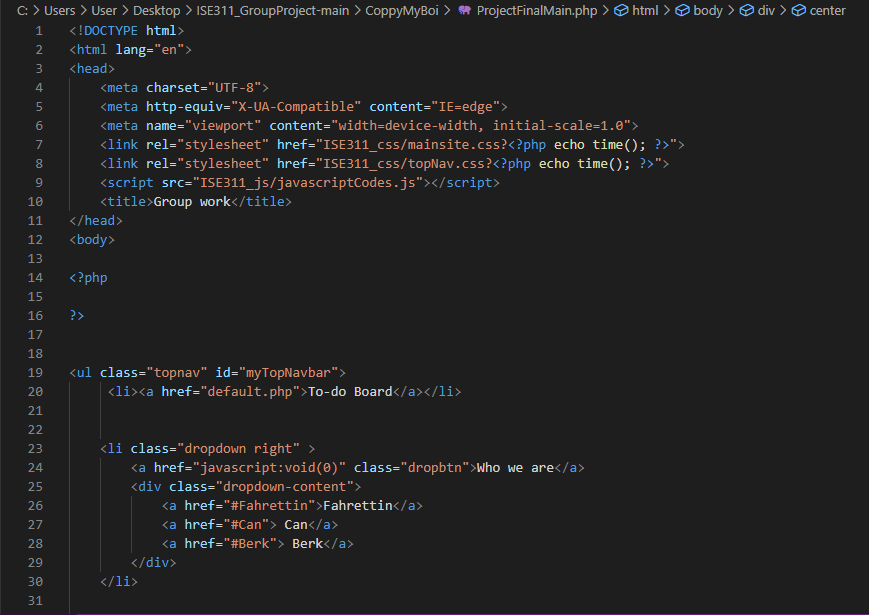 C: > Users > User > Desktop > ISE311_GroupProject-main > CoppyMyBoi > ProjectFinalMain.php > html > body > div > center
1 <!DOCTYPE html>
2 <html lang="en">
3 <head>
4 <meta charset="UTF-8">
5 <meta http-equiv="X-UA-Compatible" content="IE=edge">
6 <meta name="viewport" content="width=device-width, initial-scale=1.0">
7 <link rel="stylesheet" href="ISE311_css/mainsite.css?<?php echo time(); ?>">
8 <link rel="stylesheet" href="ISE311_css/topNav.css?<?php echo time(); ?>">
9 <script src="ISE311_js/javascriptCodes.js"></script>
10 <title>Group work</title>
11 </head>
12 <body>
13
14 <?php
15
16 ?>
17
18
19 <ul class="topnav" id="myTopNavbar">
20 <li><a href="default.php">To-do Board</a></li>
21
22
23 <li class="dropdown right" >
24 <a href="javascript:void(0)" class="dropbtn">Who we are</a>
25 <div class="dropdown-content">
26 <a href="#Fahrettin">Fahrettin</a>
27 <a href="#Can"> Can</a>
28 <a href="#Berk"> Berk</a>
29 </div>
30 </li>
31